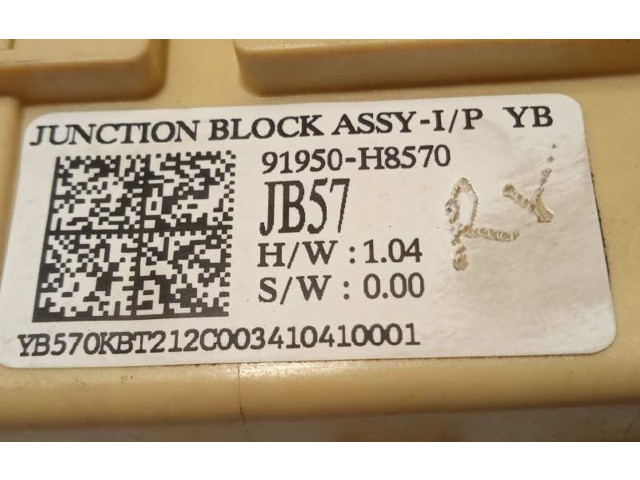 JUNCTION BLOCK ASSY-I/P YB
91950-H8570
JB57
H/W : 1.04
S/W : 0.00
YB570KBT212C003410410001